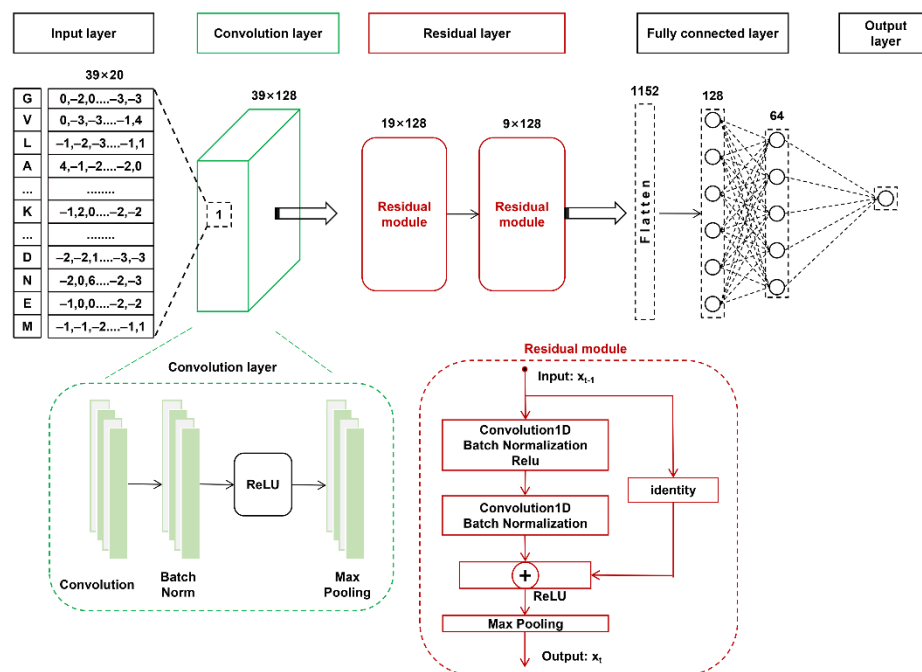 Input layer
Convolution layer
Residual layer
Fully connected layer
Output
layer
39×20
G 0,–2,0....–3,–3
V 0,–3,–3....–1,4
L –1,–2,–3....–1,1
A 4,–1,–2....–2,0
... ........
K –1,2,0....–2,–2
... ........
D –2,–2,1....–3,–3
N –2,0,6....–2,–3
E –1,0,0....–2,–2
M –1,–1,–2....–1,1
39×128
1
19×128
Residual
module
9×128
Residual
module
1152
Flatten
128
64
Convolution layer
Convolution
Batch
Norm
ReLU
Max
Pooling
Residual module
Input: xt-1
Convolution1D
Batch Normalization
Relu
identity
Convolution1D
Batch Normalization
+
ReLU
Max Pooling
Output: xt